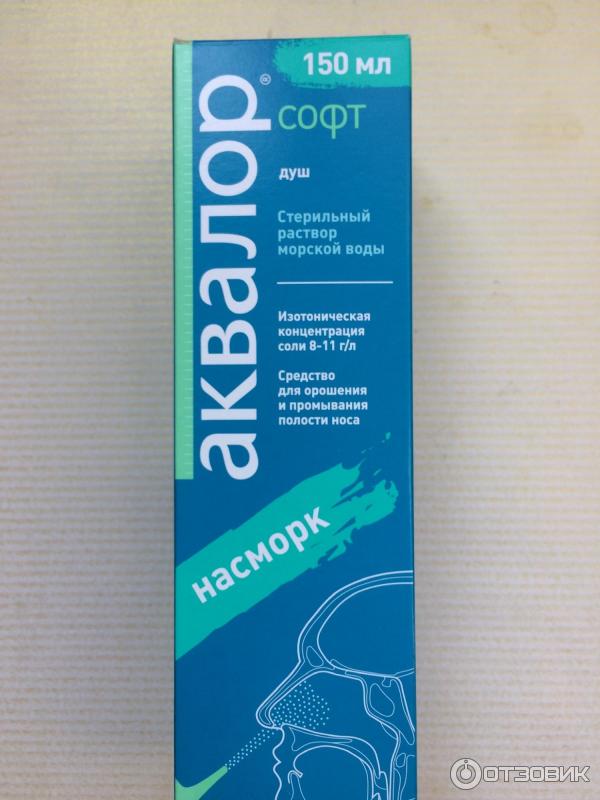 150 мл
аквалор®
софт
душ
Стерильный
раствор
морской воды
Изотоническая
концентрация
соли 8-11 г/л
Средство
для орошения
и промывания
полости носа
насморк
ОТЗОВИК